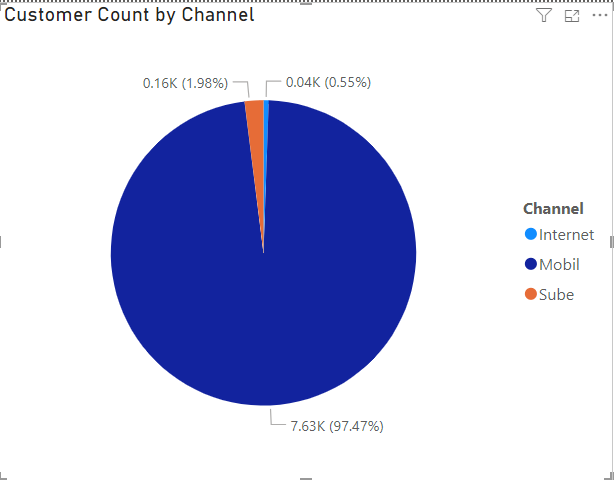 Customer Count by Channel
0.16K (1.98%)
0.04K (0.55%)
Channel
Internet
Mobil
Sube
7.63K (97.47%)